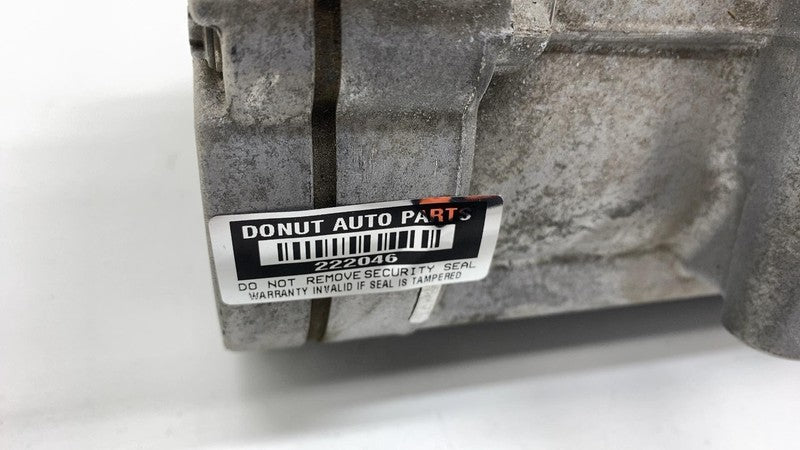 DONUT AUTO PARTS
222046
DO NOT REMOVE SECURITY SEAL
WARRANTY INVALID IF SEAL IS TAMPERED